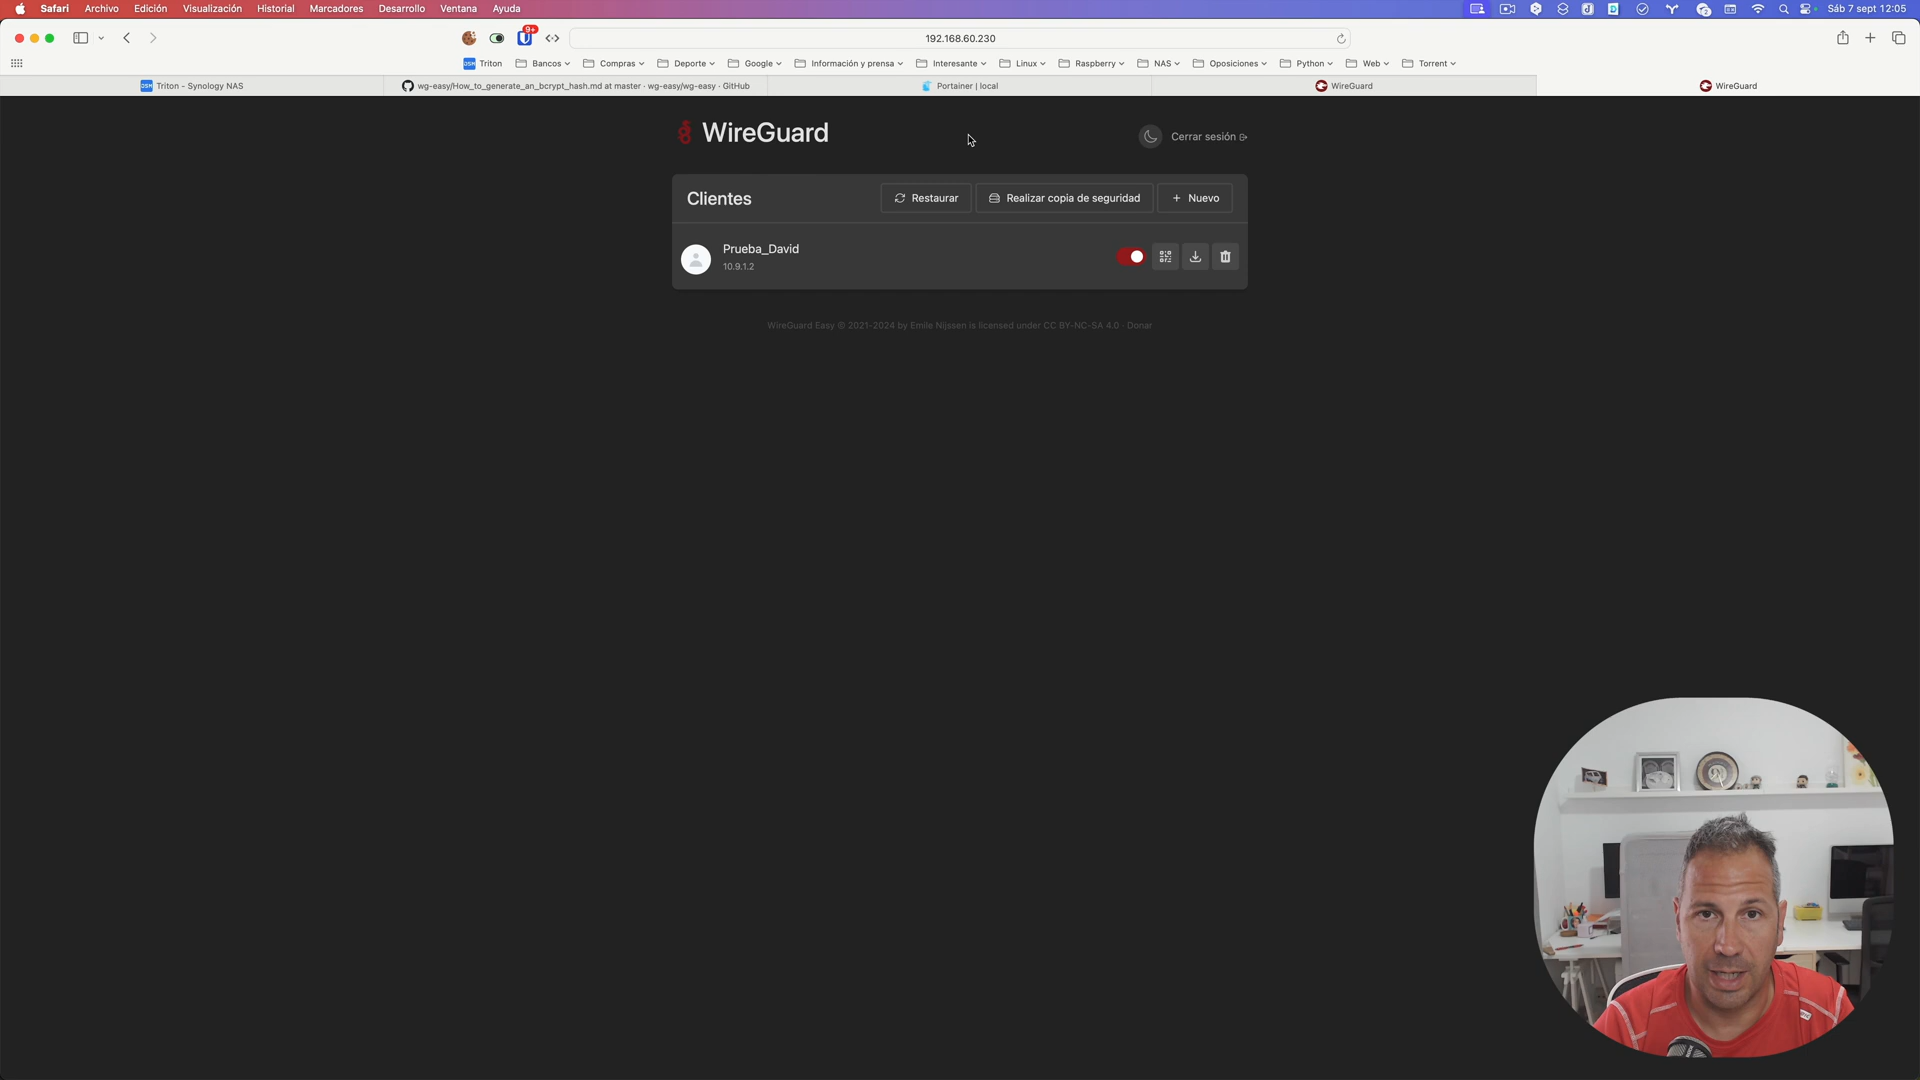 Safari Archivo Edición Visualización Historial Marcadores Desarrollo Ventana Ayuda Sáb 7 sept 12:05
9+ 192.168.60.230
DSM Triton Bancos Compras Deporte Google Información y prensa Interesante Linux Raspberry NAS Oposiciones Python Web Torrent
DSM Triton - Synology NAS wg-easy/How_to_generate_an_bcrypt_hash.md at master · wg-easy/wg-easy · GitHub Portainer | local WireGuard WireGuard
WireGuard Cerrar sesión
Clientes Restaurar Realizar copia de seguridad + Nuevo
Prueba_David
10.9.1.2
WireGuard Easy © 2021-2024 by Emile Nijssen is licensed under CC BY-NC-SA 4.0 · Donar